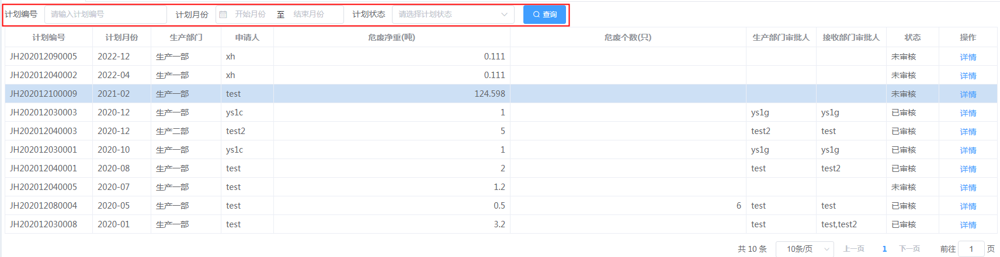 计划编号 请输入计划编号 计划月份 开始月份 至 结束月份 计划状态 请选择计划状态 查询
计划编号 计划月份 生产部门 申请人 危废净重(吨) 危废个数(只) 生产部门审批人 接收部门审批人 状态 操作
JH202012090005 2022-12 生产一部 xh 0.111 未审核 详情
JH202012040002 2022-04 生产一部 xh 0.111 未审核 详情
JH202012100009 2021-02 生产一部 test 124.598 未审核 详情
JH202012030003 2020-12 生产一部 ys1c 1 ys1g ys1g 已审核 详情
JH202012040003 2020-12 生产二部 test2 5 test2 test 已审核 详情
JH202012030001 2020-10 生产一部 ys1c 1 ys1g ys1g 已审核 详情
JH202012040001 2020-08 生产一部 test 2 test test2 已审核 详情
JH202012040005 2020-07 生产一部 test 1.2 未审核 详情
JH202012080004 2020-05 生产一部 test 0.5 6 test test 已审核 详情
JH202012030008 2020-01 生产一部 test 3.2 test test,test2 已审核 详情
共 10 条 10条/页 上一页 1 下一页 前往 1 页